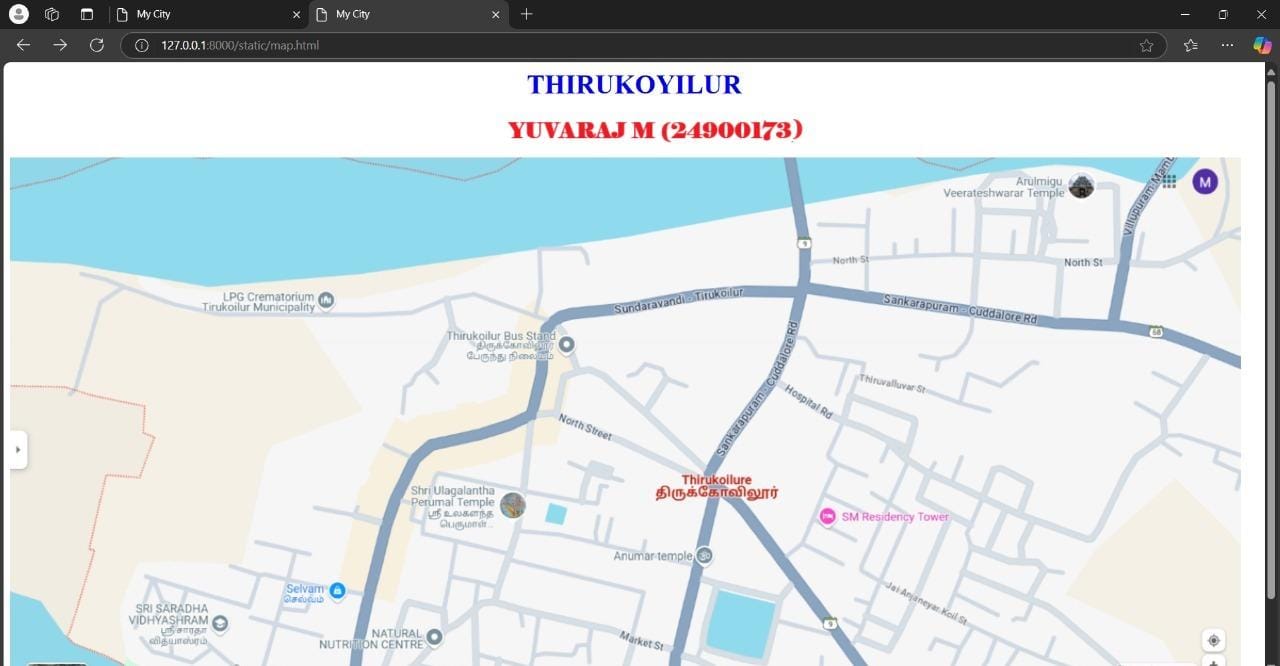 My City
My City
127.0.0.1:8000/static/map.html
THIRUKOYILUR
YUVARAJ M (24900173)
Arulmigu
Veerateshwarar Temple
M
Villupuram-Mambu
9
North St
North St
LPG Crematorium
Tirukoilur Municipality
Sundaravandi - Tirukoilur
Sankarapuram - Cuddalore Rd
68
Thirukoilur Bus Stand
திருக்கோவிலூர்
பேருந்து நிலையம்
Sankarapuram - Cuddalore Rd
Thiruvalluvar St
Hospital Rd
North Street
Thirukoilure
திருக்கோவிலூர்
Shri Ulagalantha
Perumal Temple
ஸ்ரீ உலகளந்த
பெருமாள்...
SM Residency Tower
Anumar temple
Selvam
செல்வம்
Jai Anjaneyar Koil St
SRI SARADHA
VIDHYASHRAM
ஸ்ரீ சாரதா
வித்யாஸ்ரம்
9
NATURAL
NUTRITION CENTRE
Market St